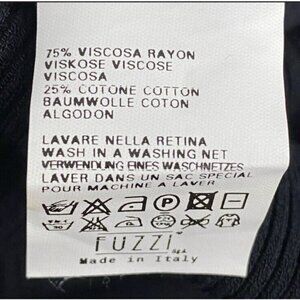 75% VISCOSA RAYON
VISKOSE VISCOSE
VISCOSA
25% COTONE COTTON
BAUMWOLLE COTON
ALGODON
LAVARE NELLA RETINA
WASH IN A WASHING NET
VERWENDUNG EINES WASCHNETZES
LAVER DANS UN SAC SPECIAL
POUR MACHINE A LAVER
FUZZI
Made in Italy